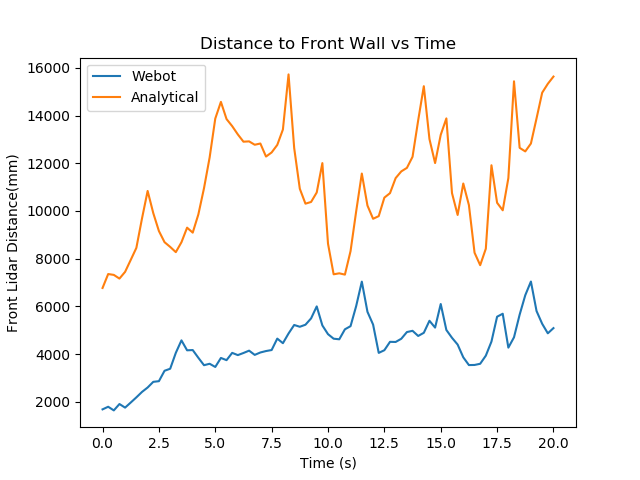 Distance to Front Wall vs Time
Webot
Analytical
Front Lidar Distance(mm)
16000
14000
12000
10000
8000
6000
4000
2000
0.0 2.5 5.0 7.5 10.0 12.5 15.0 17.5 20.0
Time (s)